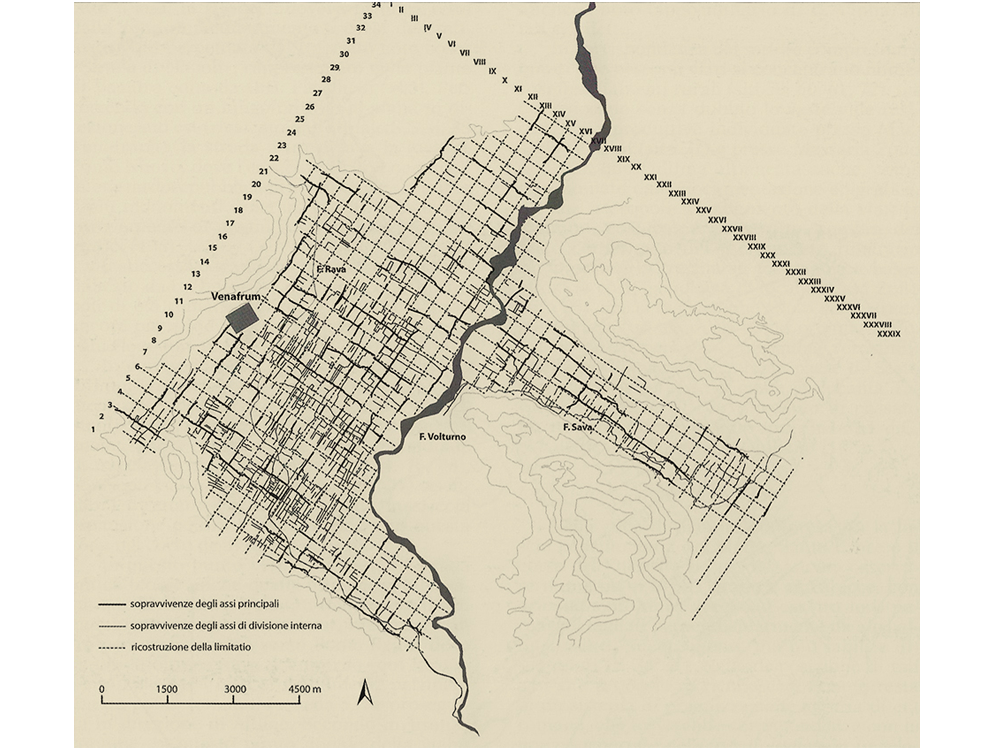 34
33
32
31
30
29
28
27
26
25
24
23
22
21
20
19
18
17
16
15
14
13
12
11
10
9
8
7
6
5
4
3
2
1
I
II
III
IV
V
VI
VII
VIII
IX
X
XI
XII
XIII
XIV
XV
XVI
XVII
XVIII
XIX
XX
XXI
XXII
XXIII
XXIV
XXV
XXVI
XXVII
XXVIII
XXIX
XXX
XXXI
XXXII
XXXIII
XXXIV
XXXV
XXXVI
XXXVII
XXXVIII
XXXIX
F. Rava
Venafrum
F. Volturno
F. Sava
sopravvivenze degli assi principali
sopravvivenze degli assi di divisione interna
ricostruzione della limitatio
0 1500 3000 4500 m